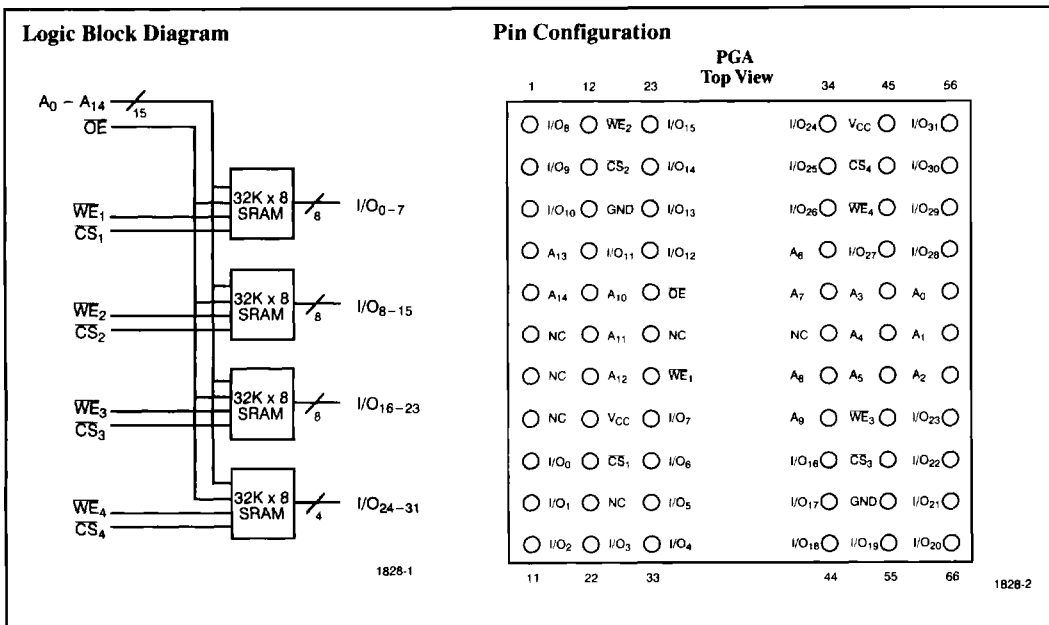 Logic Block Diagram
A0 – A14
15
OE
WE1
CS1
32K x 8
SRAM
8
I/O0–7
WE2
CS2
32K x 8
SRAM
8
I/O8–15
WE3
CS3
32K x 8
SRAM
8
I/O16–23
WE4
CS4
32K x 8
SRAM
4
I/O24–31
1828-1
Pin Configuration
PGA
Top View
1 12 23 34 45 56
I/O8 WE2 I/O15 I/O24 VCC I/O31
I/O9 CS2 I/O14 I/O25 CS4 I/O30
I/O10 GND I/O13 I/O26 WE4 I/O29
A13 I/O11 I/O12 A6 I/O27 I/O28
A14 A10 OE A7 A3 A0
NC A11 NC NC A4 A1
NC A12 WE1 A8 A5 A2
NC VCC I/O7 A9 WE3 I/O23
I/O0 CS1 I/O6 I/O16 CS3 I/O22
I/O1 NC I/O5 I/O17 GND I/O21
I/O2 I/O3 I/O4 I/O18 I/O19 I/O20
11 22 33 44 55 66
1828-2